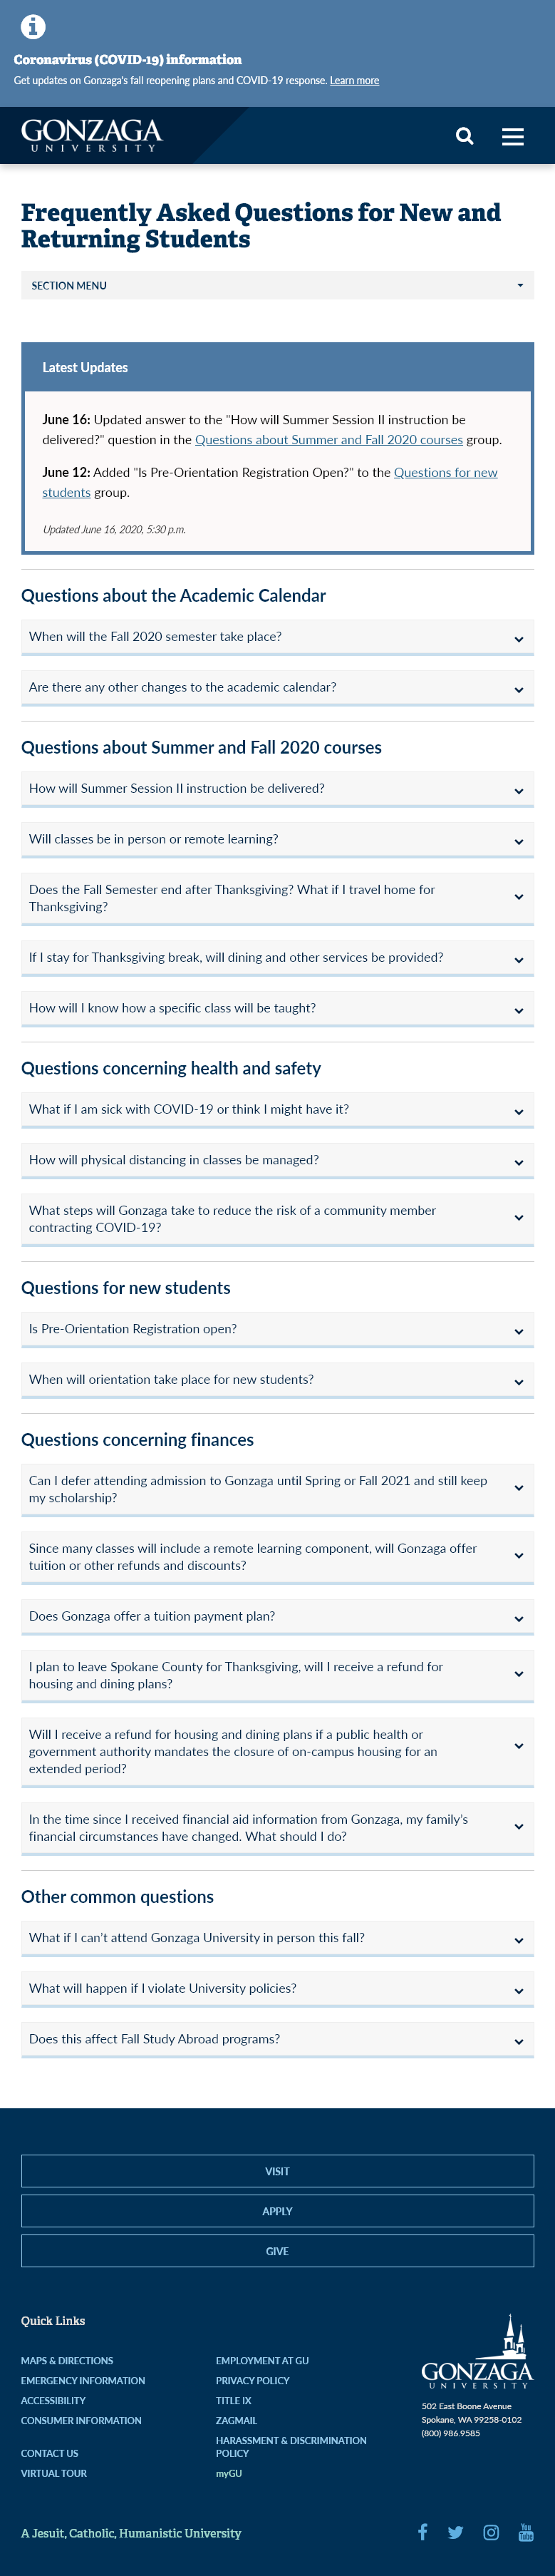 Coronavirus (COVID-19) information
Get updates on Gonzaga's fall reopening plans and COVID-19 response. Learn more
GONZAGA
UNIVERSITY
Frequently Asked Questions for New and
Returning Students
SECTION MENU
Latest Updates
June 16: Updated answer to the "How will Summer Session II instruction be
delivered?" question in the Questions about Summer and Fall 2020 courses group.
June 12: Added "Is Pre-Orientation Registration Open?" to the Questions for new
students group.
Updated June 16, 2020, 5:30 p.m.
Questions about the Academic Calendar
When will the Fall 2020 semester take place?
Are there any other changes to the academic calendar?
Questions about Summer and Fall 2020 courses
How will Summer Session II instruction be delivered?
Will classes be in person or remote learning?
Does the Fall Semester end after Thanksgiving? What if I travel home for
Thanksgiving?
If I stay for Thanksgiving break, will dining and other services be provided?
How will I know how a specific class will be taught?
Questions concerning health and safety
What if I am sick with COVID-19 or think I might have it?
How will physical distancing in classes be managed?
What steps will Gonzaga take to reduce the risk of a community member
contracting COVID-19?
Questions for new students
Is Pre-Orientation Registration open?
When will orientation take place for new students?
Questions concerning finances
Can I defer attending admission to Gonzaga until Spring or Fall 2021 and still keep
my scholarship?
Since many classes will include a remote learning component, will Gonzaga offer
tuition or other refunds and discounts?
Does Gonzaga offer a tuition payment plan?
I plan to leave Spokane County for Thanksgiving, will I receive a refund for
housing and dining plans?
Will I receive a refund for housing and dining plans if a public health or
government authority mandates the closure of on-campus housing for an
extended period?
In the time since I received financial aid information from Gonzaga, my family's
financial circumstances have changed. What should I do?
Other common questions
What if I can't attend Gonzaga University in person this fall?
What will happen if I violate University policies?
Does this affect Fall Study Abroad programs?
VISIT
APPLY
GIVE
Quick Links
MAPS & DIRECTIONS
EMERGENCY INFORMATION
ACCESSIBILITY
CONSUMER INFORMATION
CONTACT US
VIRTUAL TOUR
EMPLOYMENT AT GU
PRIVACY POLICY
TITLE IX
ZAGMAIL
HARASSMENT & DISCRIMINATION
POLICY
myGU
GONZAGA
UNIVERSITY
502 East Boone Avenue
Spokane, WA 99258-0102
(800) 986.9585
A Jesuit, Catholic, Humanistic University
You
Tube